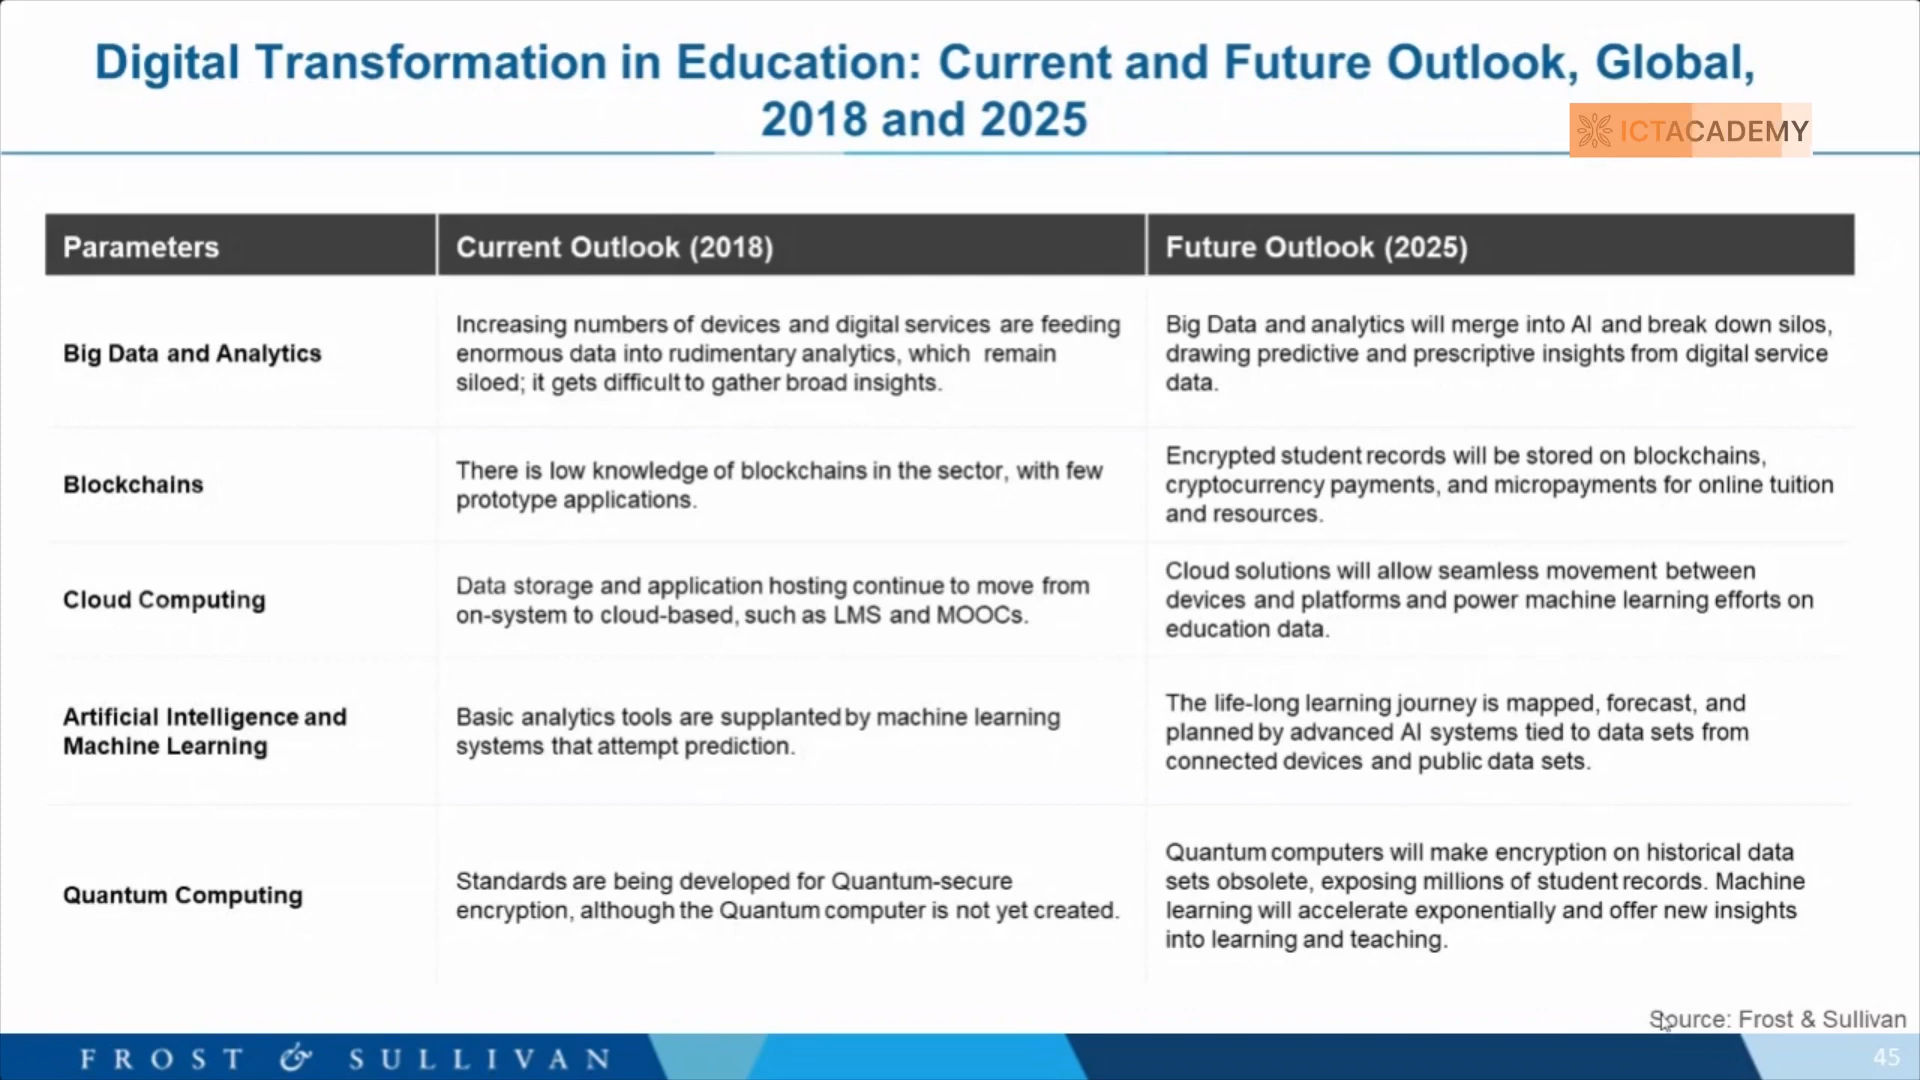 Digital Transformation in Education: Current and Future Outlook, Global,
2018 and 2025
ICTACADEMY
Parameters
Current Outlook (2018)
Future Outlook (2025)
Big Data and Analytics
Increasing numbers of devices and digital services are feeding
enormous data into rudimentary analytics, which remain
siloed; it gets difficult to gather broad insights.
Big Data and analytics will merge into AI and break down silos,
drawing predictive and prescriptive insights from digital service
data.
Blockchains
There is low knowledge of blockchains in the sector, with few
prototype applications.
Encrypted student records will be stored on blockchains,
cryptocurrency payments, and micropayments for online tuition
and resources.
Cloud Computing
Data storage and application hosting continue to move from
on-system to cloud-based, such as LMS and MOOCs.
Cloud solutions will allow seamless movement between
devices and platforms and power machine learning efforts on
education data.
Artificial Intelligence and
Machine Learning
Basic analytics tools are supplanted by machine learning
systems that attempt prediction.
The life-long learning journey is mapped, forecast, and
planned by advanced AI systems tied to data sets from
connected devices and public data sets.
Quantum Computing
Standards are being developed for Quantum-secure
encryption, although the Quantum computer is not yet created.
Quantum computers will make encryption on historical data
sets obsolete, exposing millions of student records. Machine
learning will accelerate exponentially and offer new insights
into learning and teaching.
Source: Frost & Sullivan
FROST & SULLIVAN
45